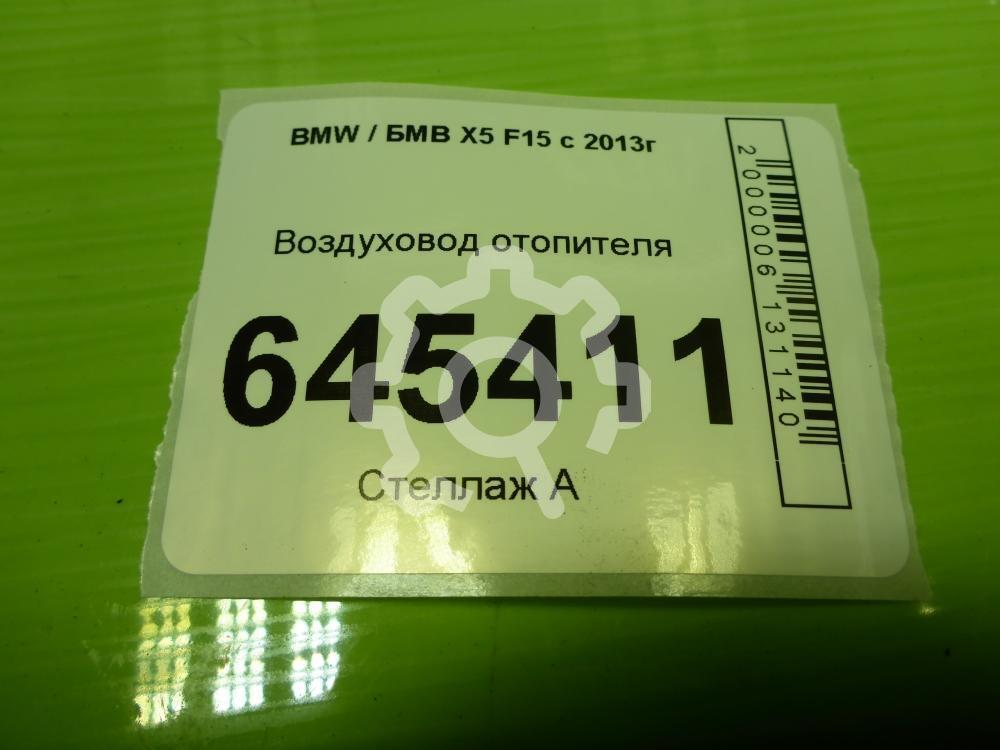 BMW / БМВ X5 F15 с 2013г
Воздуховод отопителя
645411
Стеллаж А
2000006131140